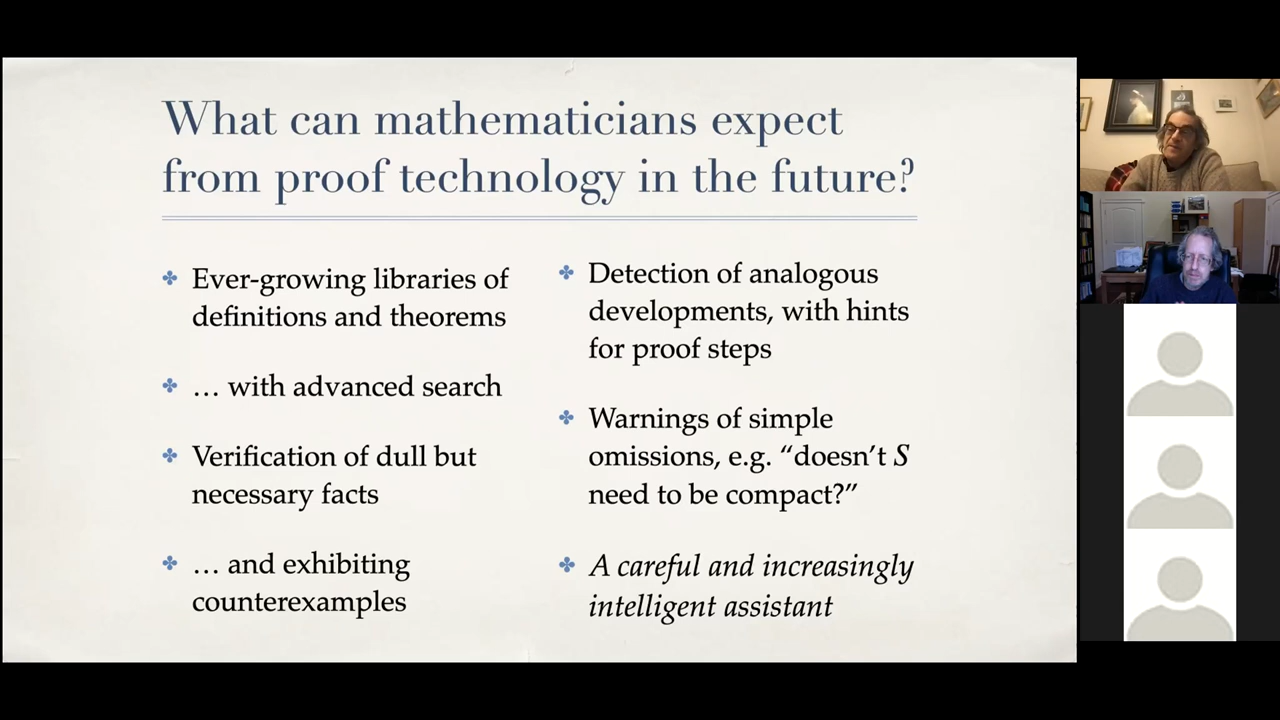 What can mathematicians expect
from proof technology in the future?
Ever-growing libraries of
definitions and theorems
… with advanced search
Verification of dull but
necessary facts
… and exhibiting
counterexamples
Detection of analogous
developments, with hints
for proof steps
Warnings of simple
omissions, e.g. “doesn’t S
need to be compact?”
A careful and increasingly
intelligent assistant